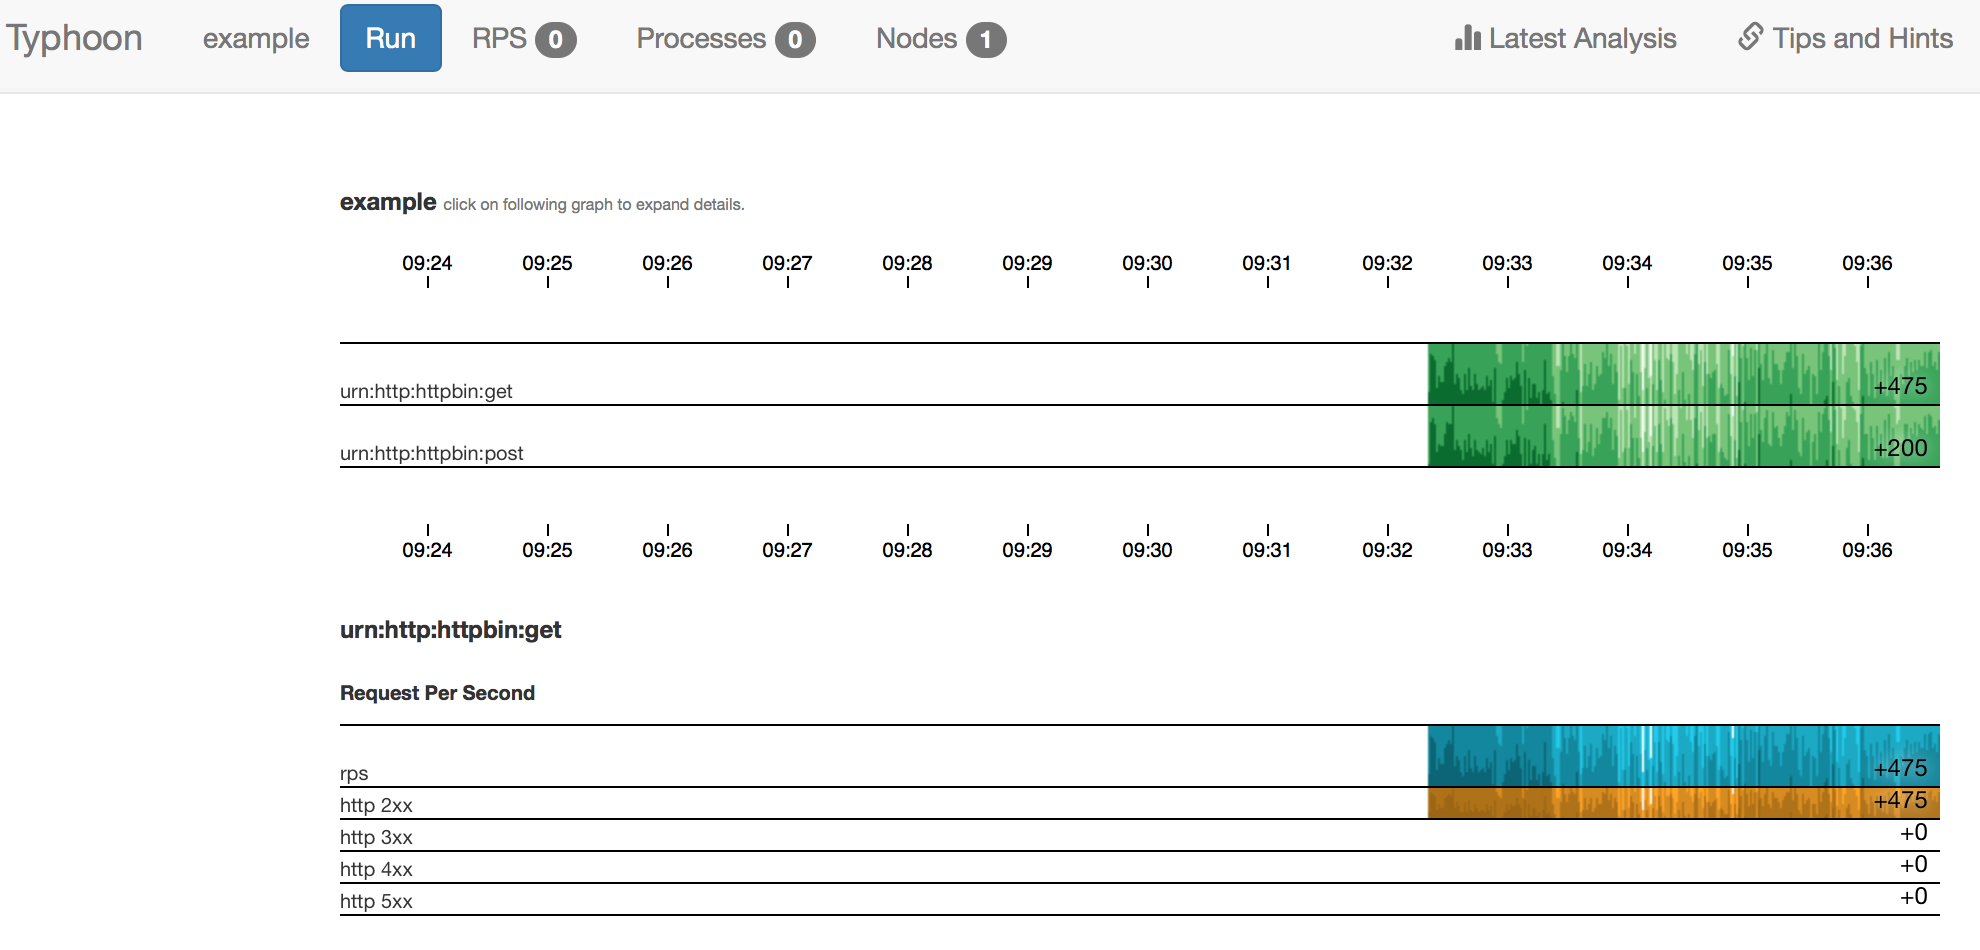 Typhoon example Run RPS 0 Processes 0 Nodes 1 Latest Analysis Tips and Hints
example click on following graph to expand details.
09:24 09:25 09:26 09:27 09:28 09:29 09:30 09:31 09:32 09:33 09:34 09:35 09:36
urn:http:httpbin:get +475
urn:http:httpbin:post +200
09:24 09:25 09:26 09:27 09:28 09:29 09:30 09:31 09:32 09:33 09:34 09:35 09:36
urn:http:httpbin:get
Request Per Second
rps +475
http 2xx +475
http 3xx +0
http 4xx +0
http 5xx +0